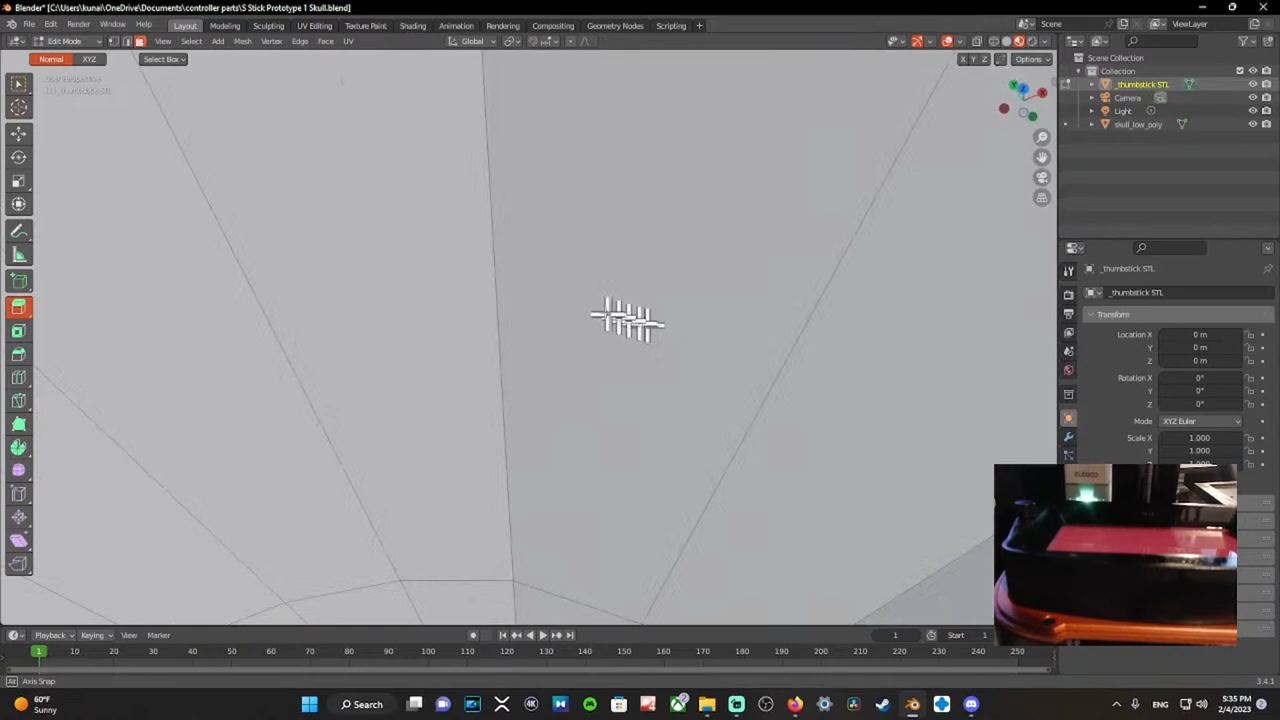 Blender* [C:\Users\kunai\OneDrive\Documents\controller parts\S Stick Prototype 1 Skull.blend]
File Edit Render Window Help Layout Modeling Sculpting UV Editing Texture Paint Shading Animation Rendering Compositing Geometry Nodes Scripting + Scene ViewLayer
Edit Mode View Select Add Mesh Vertex Edge Face UV Global
Normal XYZ Select Box X Y Z Options
Scene Collection
Collection
_thumbstick STL
Camera
Light
skull_low_poly
_thumbstick STL
_thumbstick STL
Transform
Location X 0 m
Y 0 m
Z 0 m
Rotation X 0°
Y 0°
Z 0°
Mode XYZ Euler
Scale X 1.000
Y 1.000
Playback Keying View Marker 1 Start 1
1 10 20 30 40 50 60 70 80 90 100 110 120 130 140 150 160 170 180 190 200 210 220 230 240 250
Alt Axis Snap 3.4.1
60°F
Sunny
Search
ENG
5:35 PM
2/4/2023